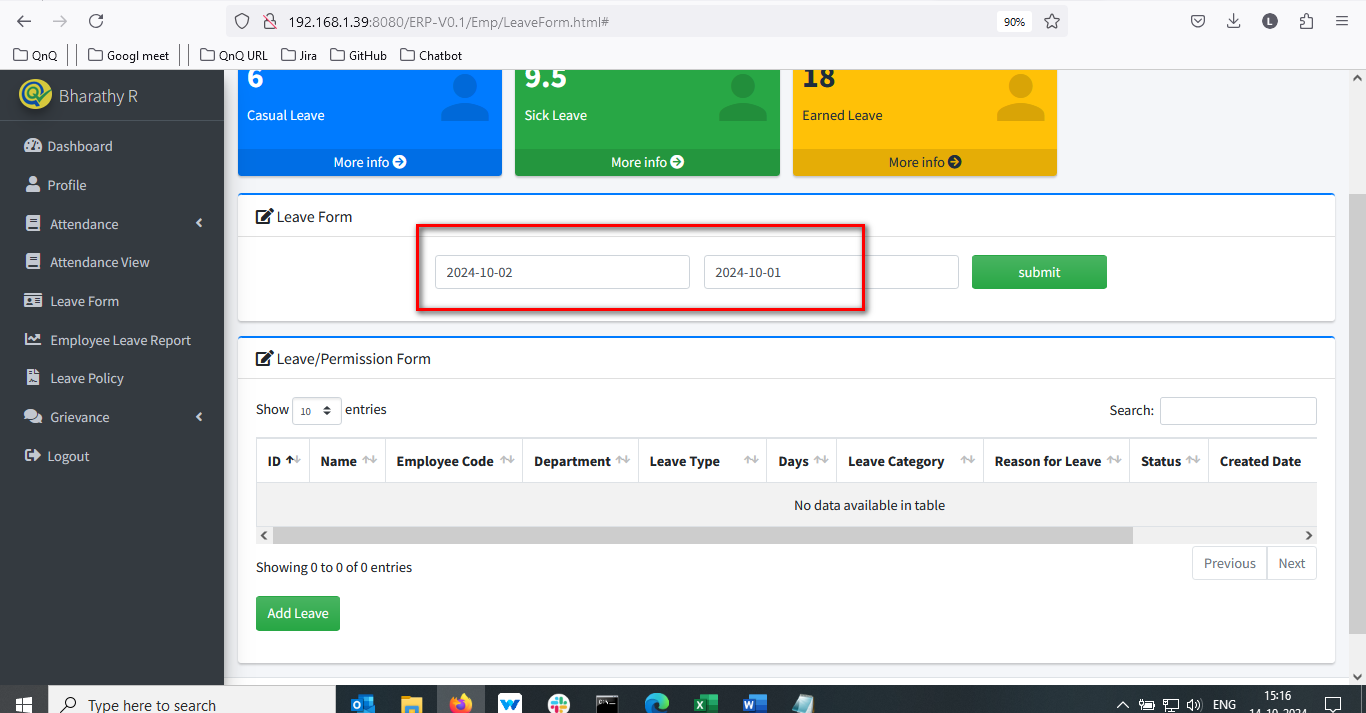 192.168.1.39:8080/ERP-V0.1/Emp/LeaveForm.html#
90%
L
QnQ
Googl meet
QnQ URL
Jira
GitHub
Chatbot
Bharathy R
Dashboard
Profile
Attendance
Attendance View
Leave Form
Employee Leave Report
Leave Policy
Grievance
Logout
6
Casual Leave
More info
9.5
Sick Leave
More info
18
Earned Leave
More info
Leave Form
2024-10-02
2024-10-01
submit
Leave/Permission Form
Show 10 entries
Search:
ID Name Employee Code Department Leave Type Days Leave Category Reason for Leave Status Created Date
No data available in table
Showing 0 to 0 of 0 entries
Previous Next
Add Leave
Type here to search
ENG
15:16
14-10-2024